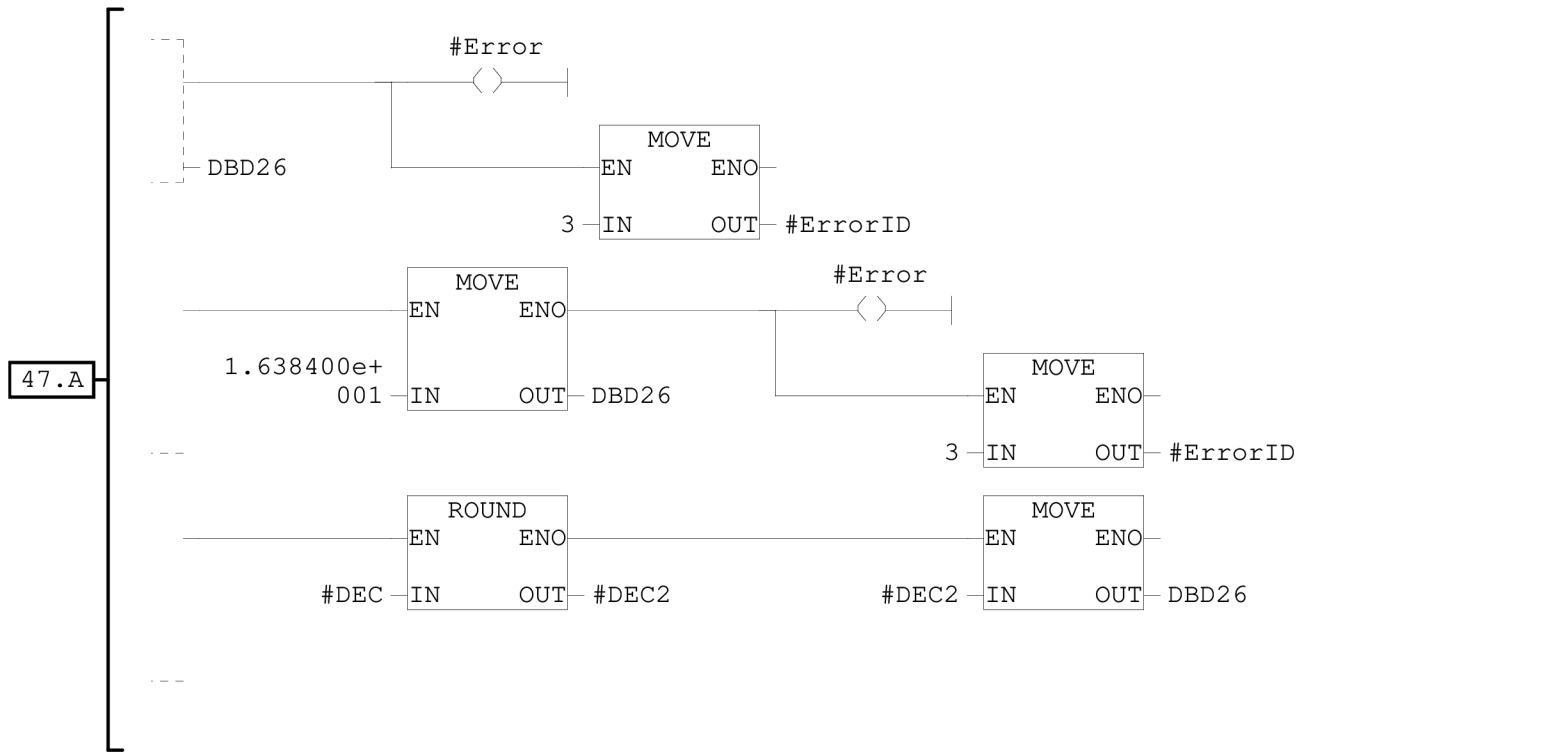 #Error
MOVE
DBD26 EN ENO
3 IN OUT #ErrorID
#Error
MOVE
EN ENO
1.638400e+
MOVE
001 IN OUT DBD26 EN ENO
47.A
3 IN OUT #ErrorID
ROUND MOVE
EN ENO EN ENO
#DEC IN OUT #DEC2 #DEC2 IN OUT DBD26